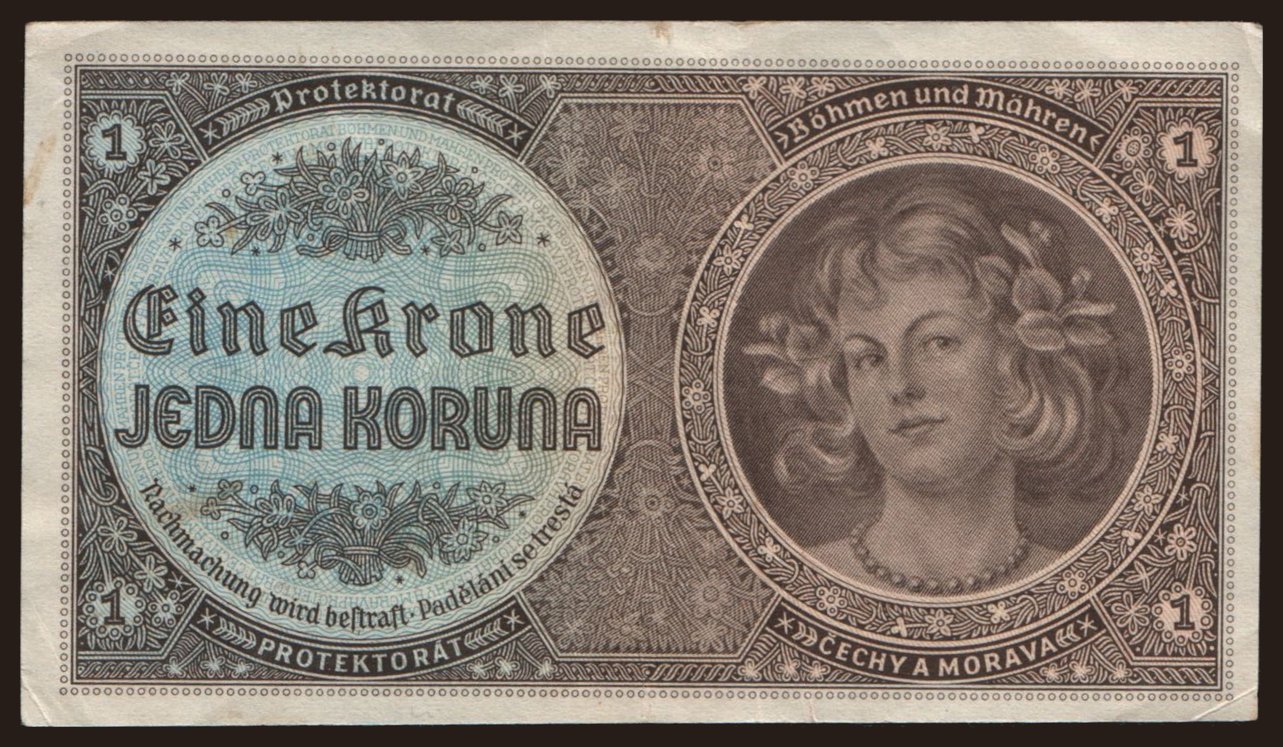 Protektorat
Böhmen und Mähren
1
1
Eine Krone
JEDNA KORUNA
Nachmachung wird bestraft · Padělání se trestá
1
1
PROTEKTORÁT
ČECHY A MORAVA